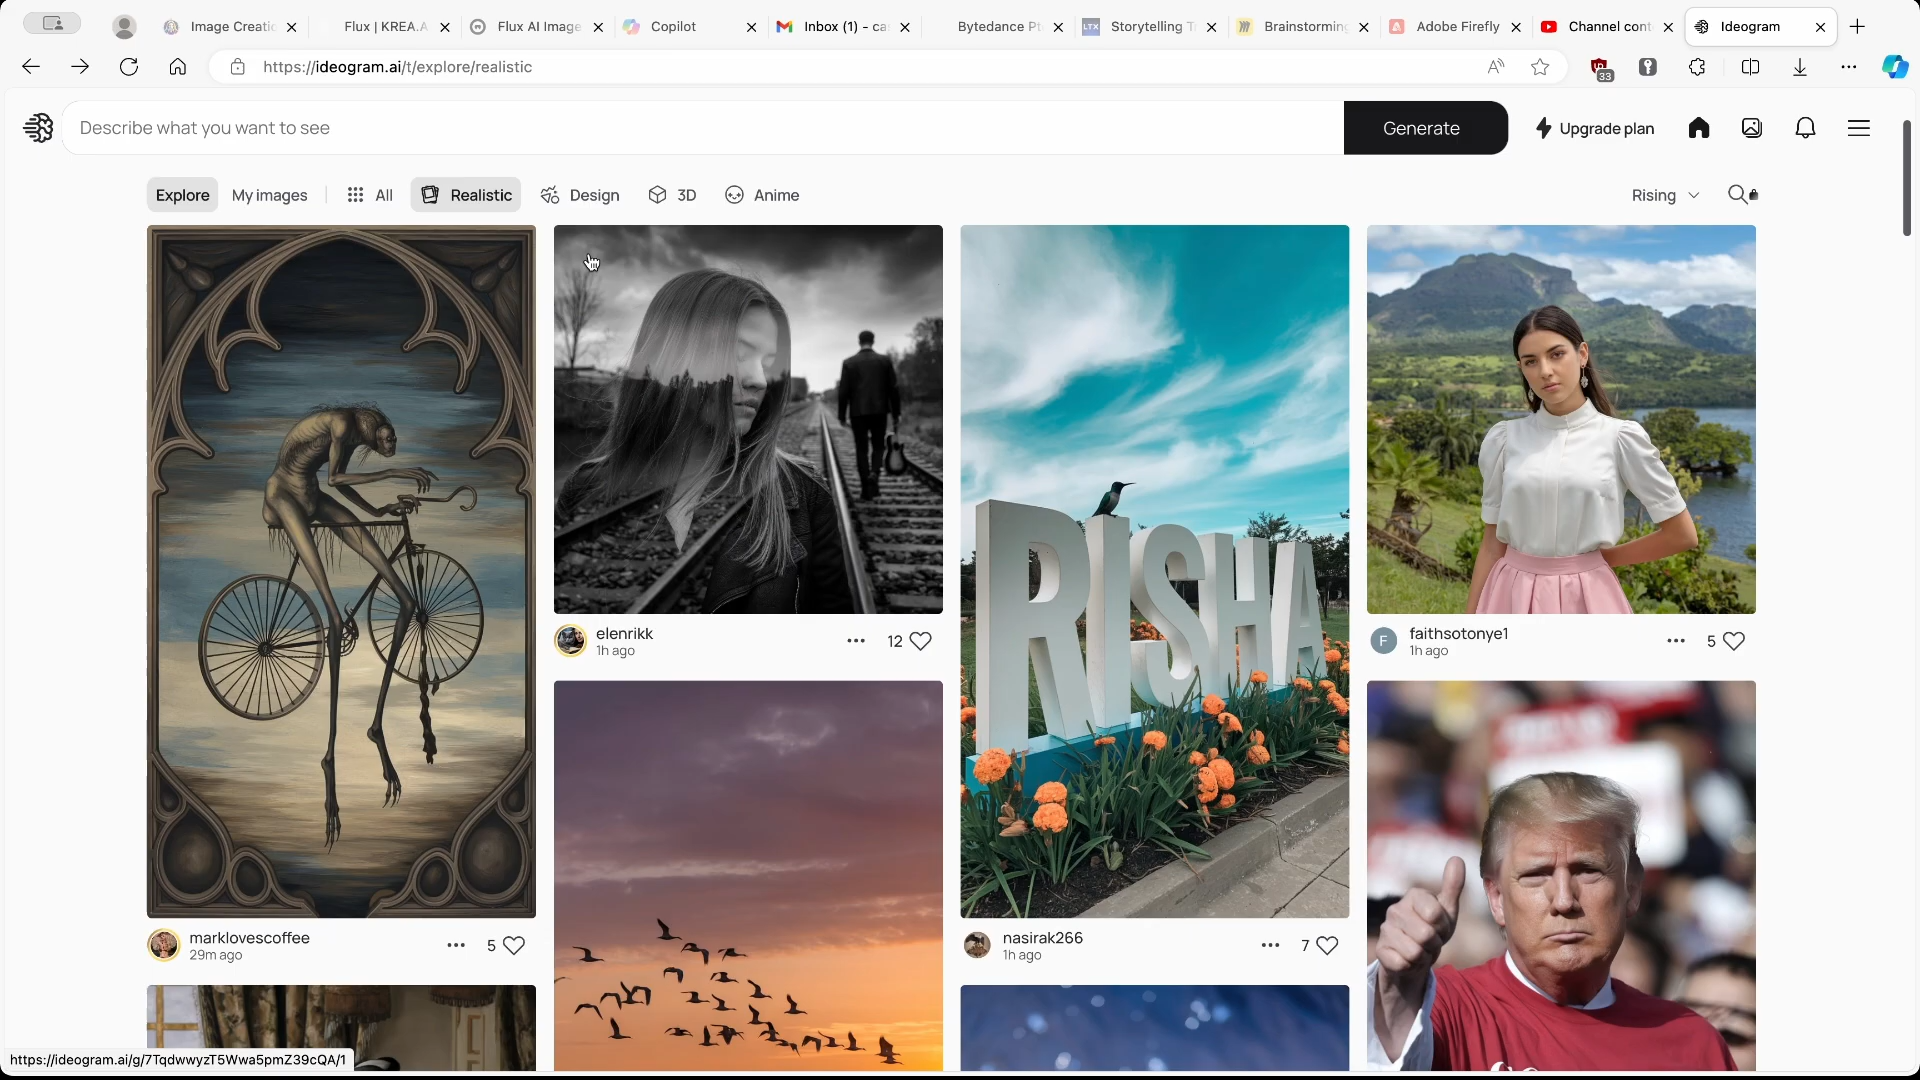 Image Creatic
Flux | KREA.A
Flux AI Image
Copilot
Inbox (1) - ca
Bytedance Pt
LTX
Storytelling T
Brainstorming
Adobe Firefly
Channel cont
Ideogram
https://ideogram.ai/t/explore/realistic
33
Describe what you want to see
Generate
Upgrade plan
Explore
My images
All
Realistic
Design
3D
Anime
Rising
RISHA
elenrikk
1h ago
12
F
faithsotonye1
1h ago
5
marklovescoffee
29m ago
5
nasirak266
1h ago
7
https://ideogram.ai/g/7TqdwwyzT5Wwa5pmZ39cQA/1